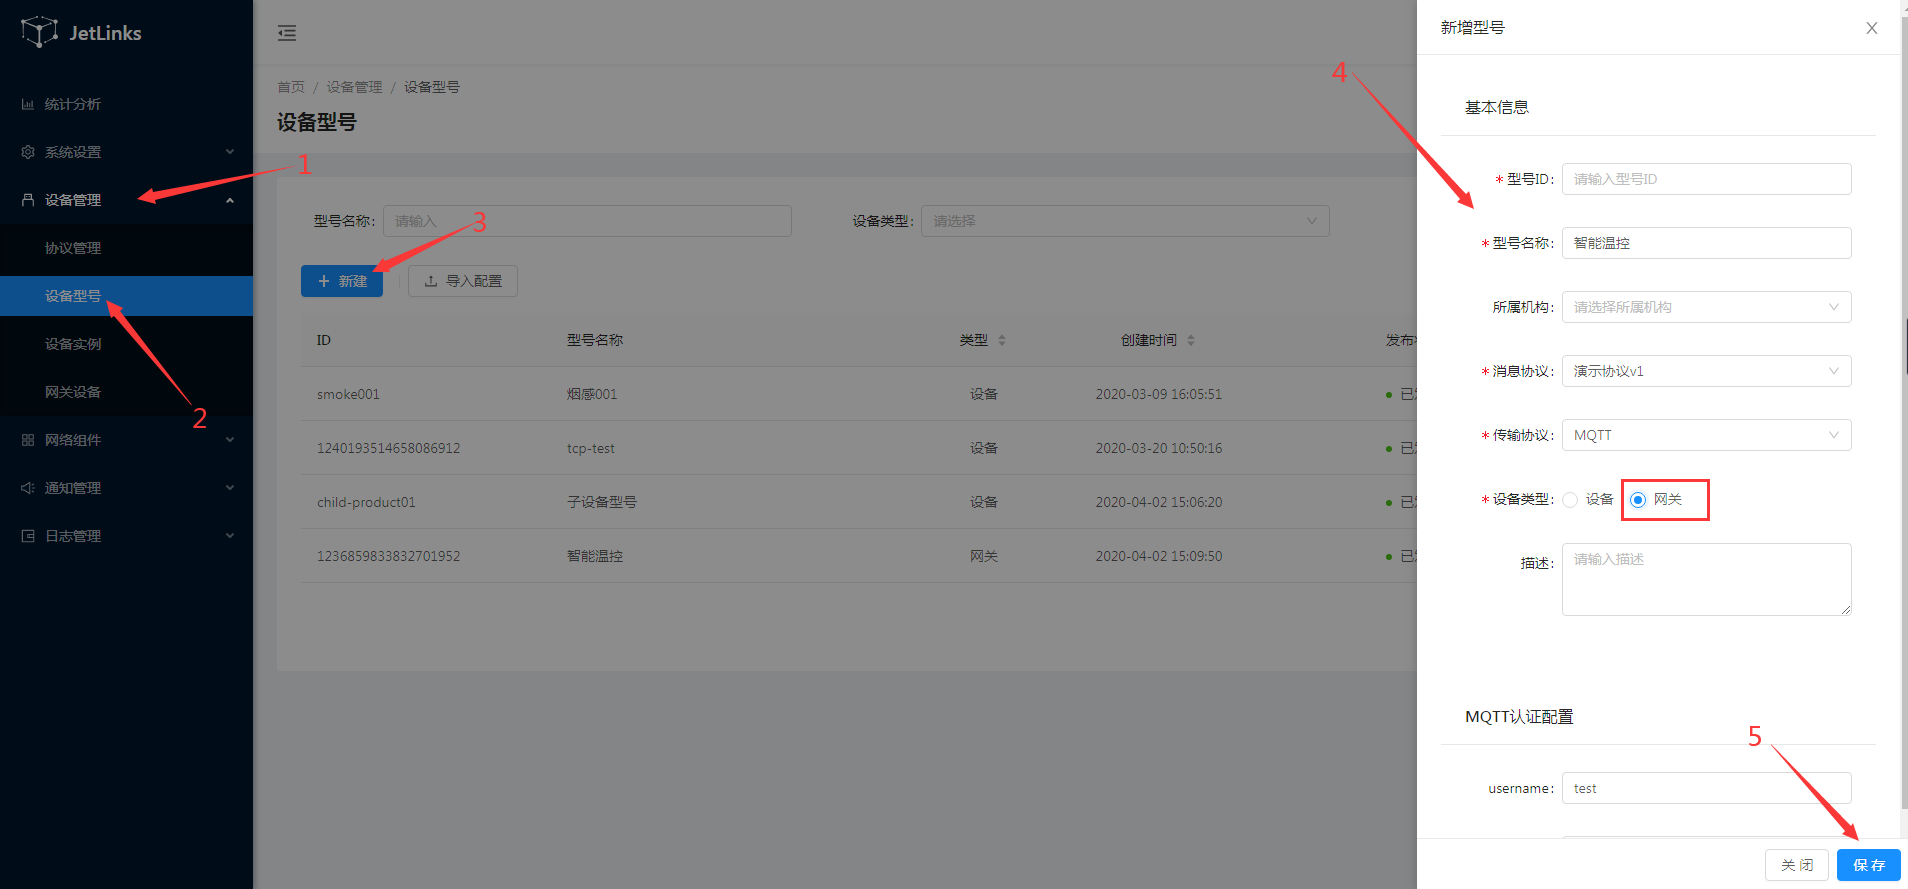 JetLinks
统计分析
系统设置
设备管理
协议管理
设备型号
设备实例
网关设备
网络组件
通知管理
日志管理
1
2
首页 / 设备管理 / 设备型号
设备型号
型号名称: 请输入 设备类型: 请选择
3
新建 导入配置
ID 型号名称 类型 创建时间 发布
smoke001 烟感001 设备 2020-03-09 16:05:51 已
1240193514658086912 tcp-test 设备 2020-03-20 10:50:16 已
child-product01 子设备型号 设备 2020-04-02 15:06:20 已
1236859833832701952 智能温控 网关 2020-04-02 15:09:50 已
新增型号
4
基本信息
* 型号ID: 请输入型号ID
* 型号名称: 智能温控
所属机构: 请选择所属机构
* 消息协议: 演示协议v1
* 传输协议: MQTT
* 设备类型: 设备 网关
描述: 请输入描述
MQTT认证配置
5
username: test
关 闭 保 存